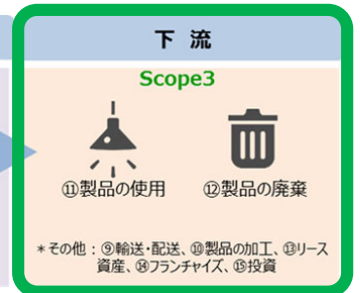 下 流
Scope3
⑪製品の使用
⑫製品の廃棄
*その他:⑨輸送・配送、⑩製品の加工、⑬リース
資産、⑭フランチャイズ、⑮投資